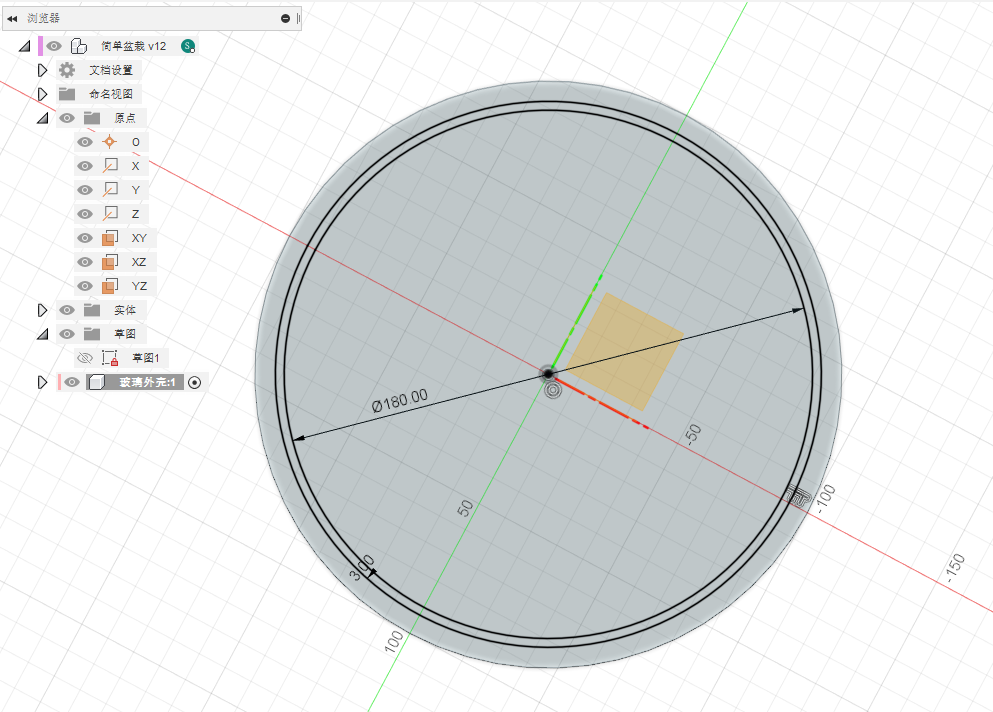 浏览器
简单盆栽 v12
S
文档设置
命名视图
原点
O
X
Y
Z
XY
XZ
YZ
实体
草图
草图1
玻璃外壳:1
Ø180.00
3.00
-50
-100
-150
50
100